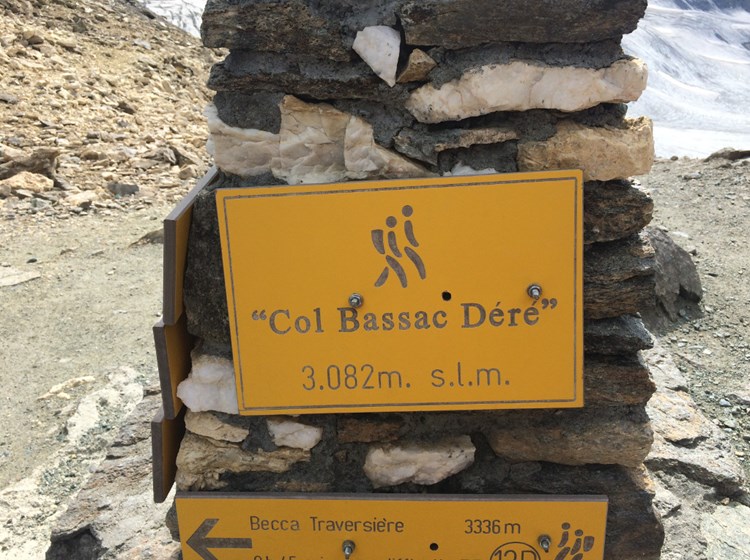 "Col Bassac Déré"
3.082m. s.l.m.
Becca Traversière 3336 m